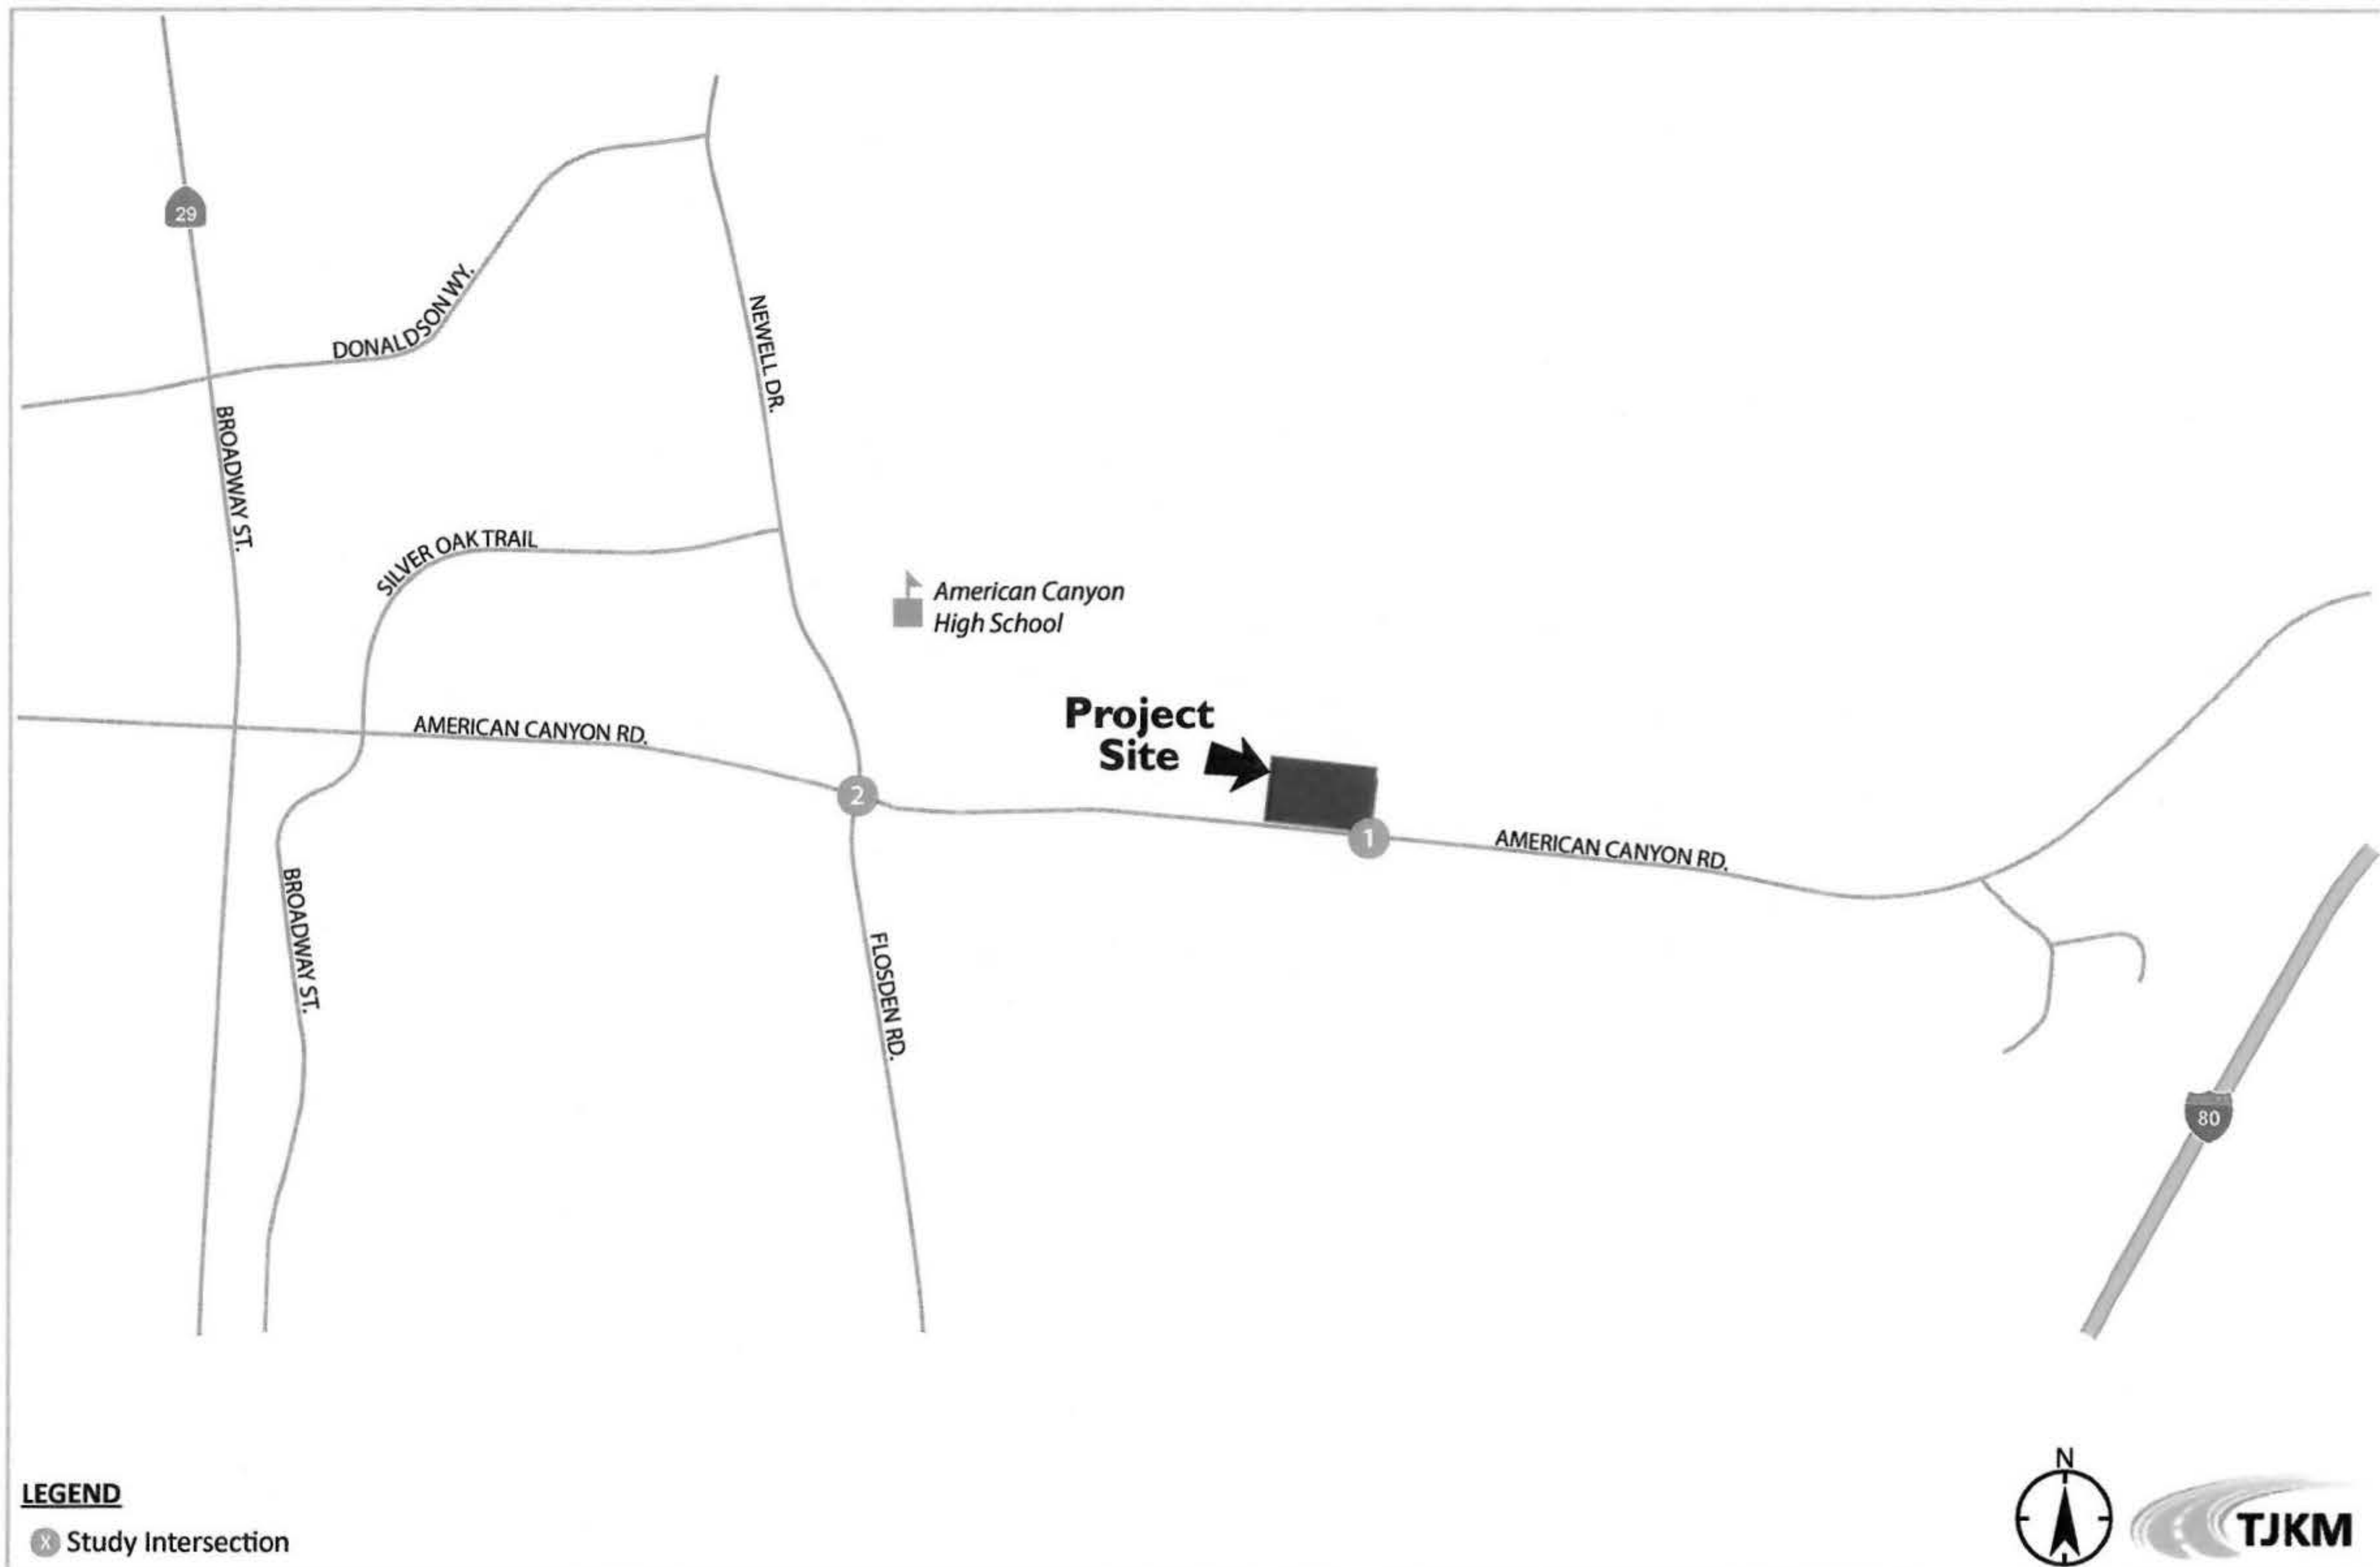 29
DONALDSON WY.
NEWELL DR.
BROADWAY ST.
SILVER OAK TRAIL
American Canyon
High School
Project
Site
AMERICAN CANYON RD.
2
1
AMERICAN CANYON RD.
BROADWAY ST.
FLOSDEN RD.
80
LEGEND
X Study Intersection
N
TJKM